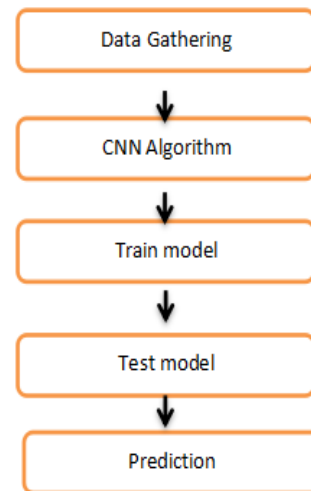 Data Gathering
CNN Algorithm
Train model
Test model
Prediction